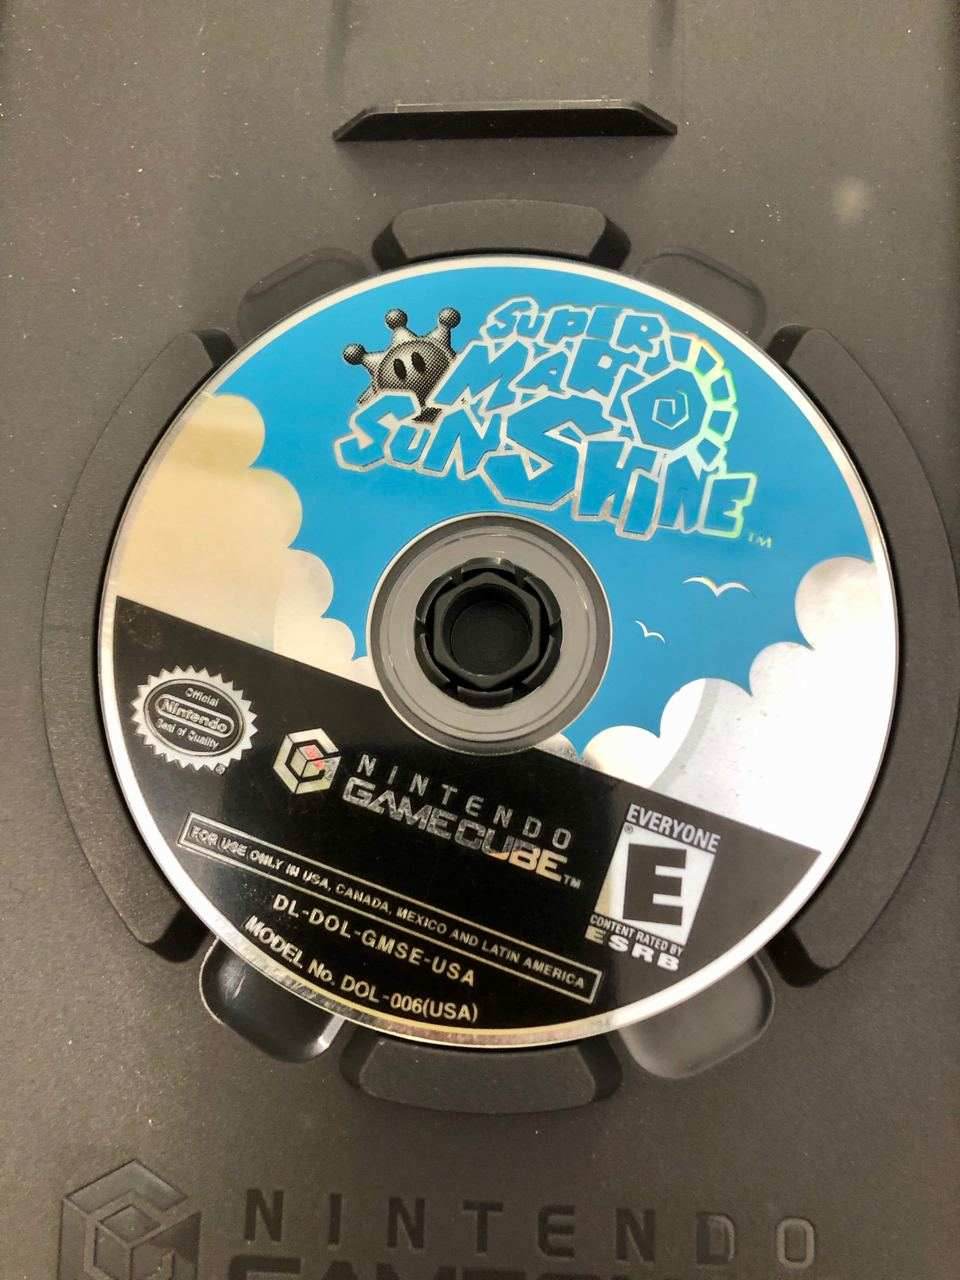 SUPER
MARIO
SUNSHINE
TM
Official
Nintendo
Seal of Quality
®
NINTENDO
GAMECUBE™
EVERYONE
E
®
CONTENT RATED BY
ESRB
FOR USE ONLY IN USA, CANADA, MEXICO AND LATIN AMERICA
DL-DOL-GMSE-USA
MODEL No. DOL-006(USA)
NINTENDO
GAMECUBE